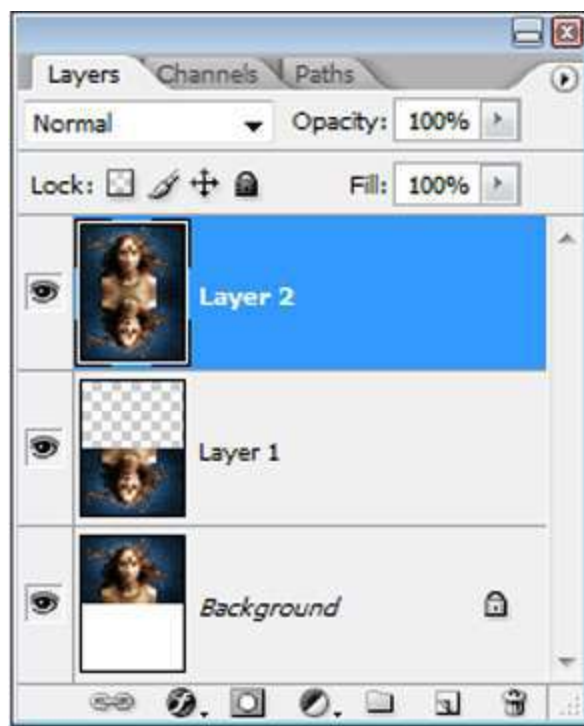 Layers Channels Paths
Normal Opacity: 100%
Lock: Fill: 100%
Layer 2
Layer 1
Background